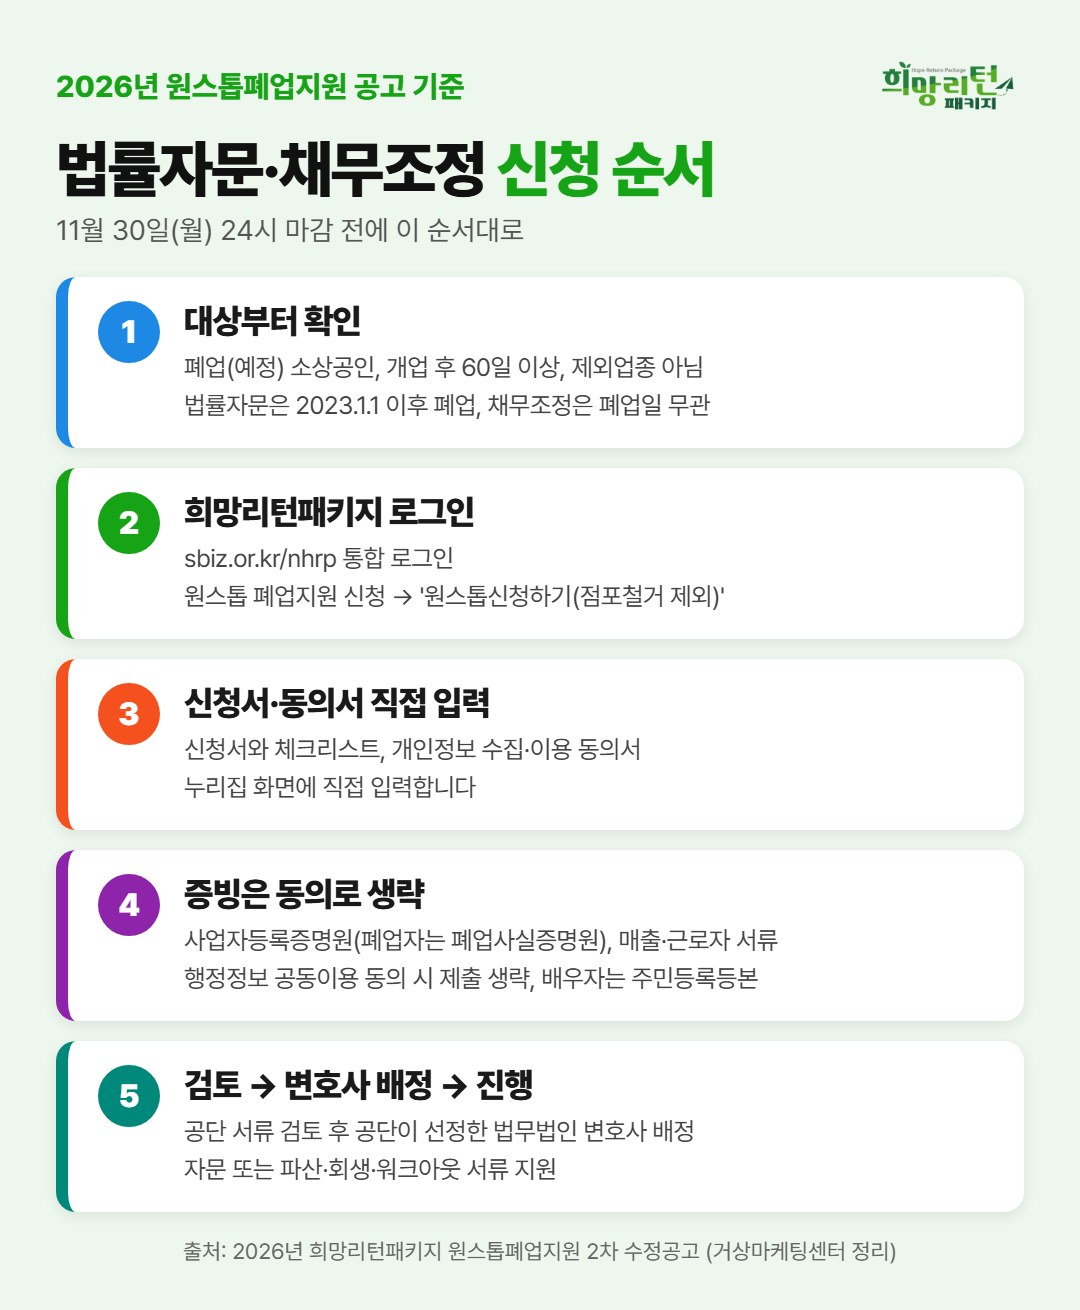 2026년 원스톱폐업지원 공고 기준
Hope Return Package
희망리턴
패키지
법률자문·채무조정 신청 순서
11월 30일(월) 24시 마감 전에 이 순서대로
1
대상부터 확인
폐업(예정) 소상공인, 개업 후 60일 이상, 제외업종 아님
법률자문은 2023.1.1 이후 폐업, 채무조정은 폐업일 무관
2
희망리턴패키지 로그인
sbiz.or.kr/nhrp 통합 로그인
원스톱 폐업지원 신청 → '원스톱신청하기(점포철거 제외)'
3
신청서·동의서 직접 입력
신청서와 체크리스트, 개인정보 수집·이용 동의서
누리집 화면에 직접 입력합니다
4
증빙은 동의로 생략
사업자등록증명원(폐업자는 폐업사실증명원), 매출·근로자 서류
행정정보 공동이용 동의 시 제출 생략, 배우자는 주민등록등본
5
검토 → 변호사 배정 → 진행
공단 서류 검토 후 공단이 선정한 법무법인 변호사 배정
자문 또는 파산·회생·워크아웃 서류 지원
출처: 2026년 희망리턴패키지 원스톱폐업지원 2차 수정공고 (거상마케팅센터 정리)